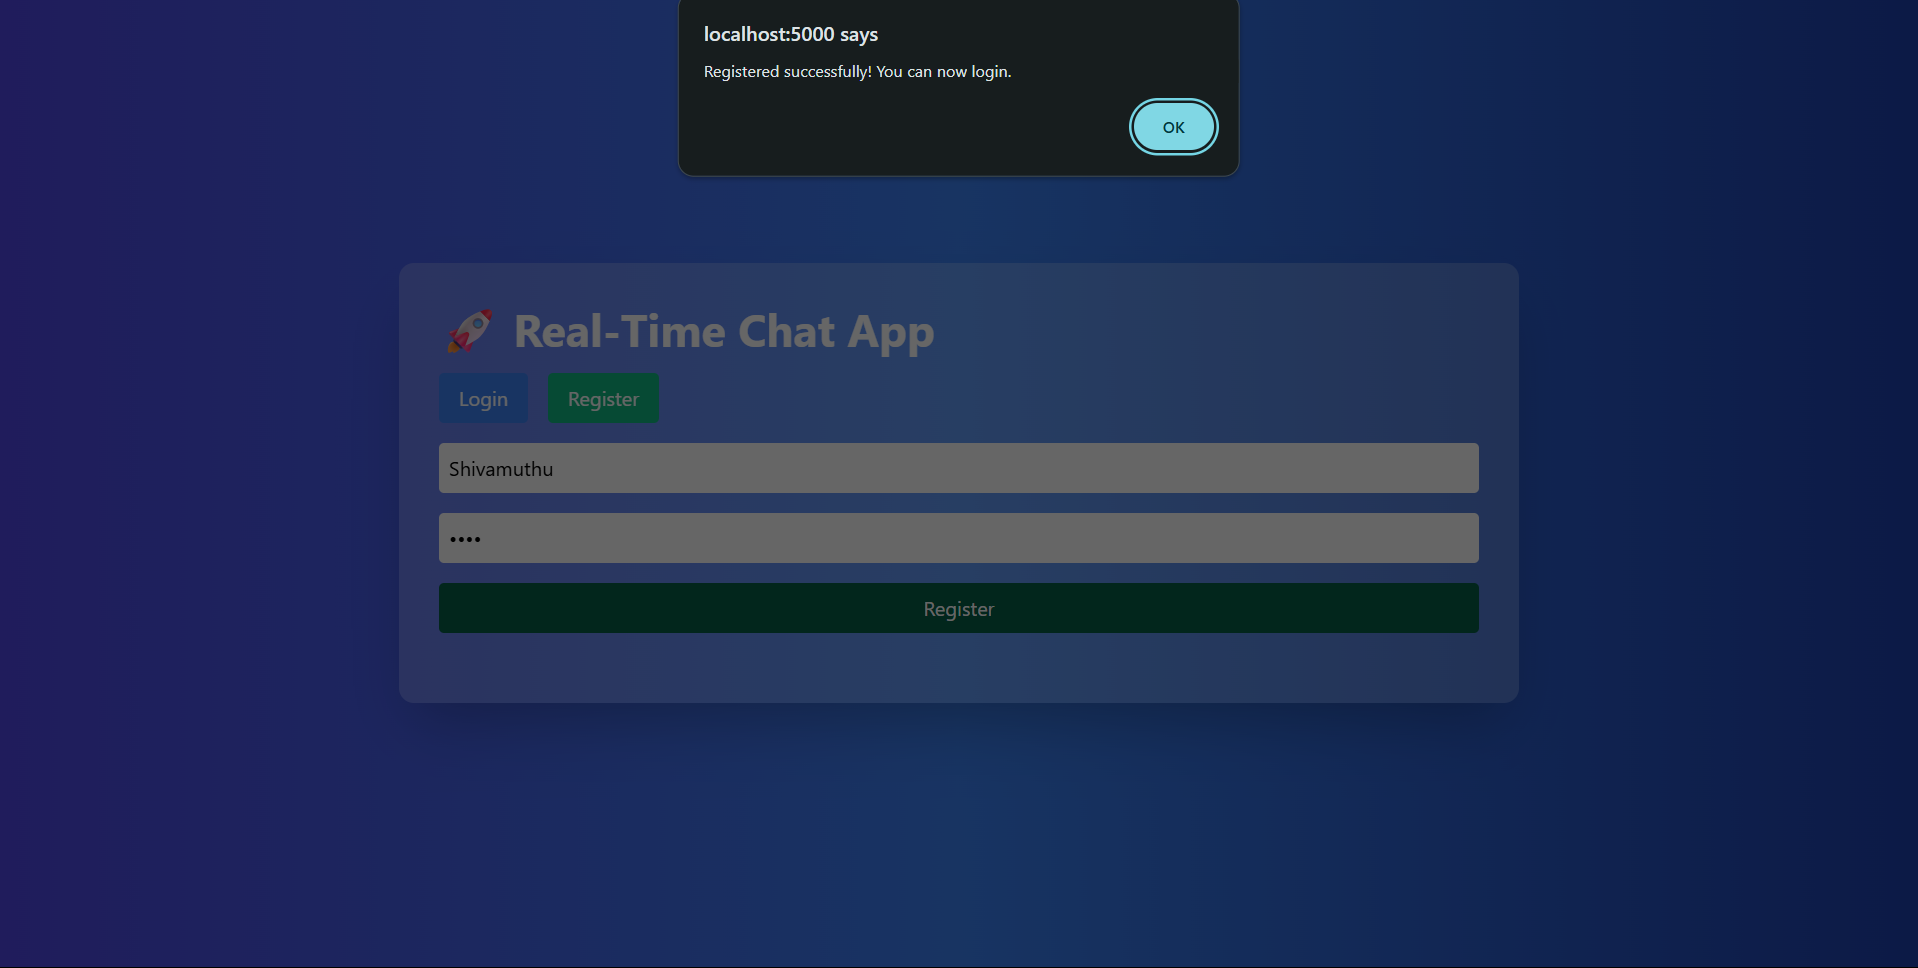 localhost:5000 says
Registered successfully! You can now login.
OK
🚀 Real-Time Chat App
Login Register
Shivamuthu
••••
Register